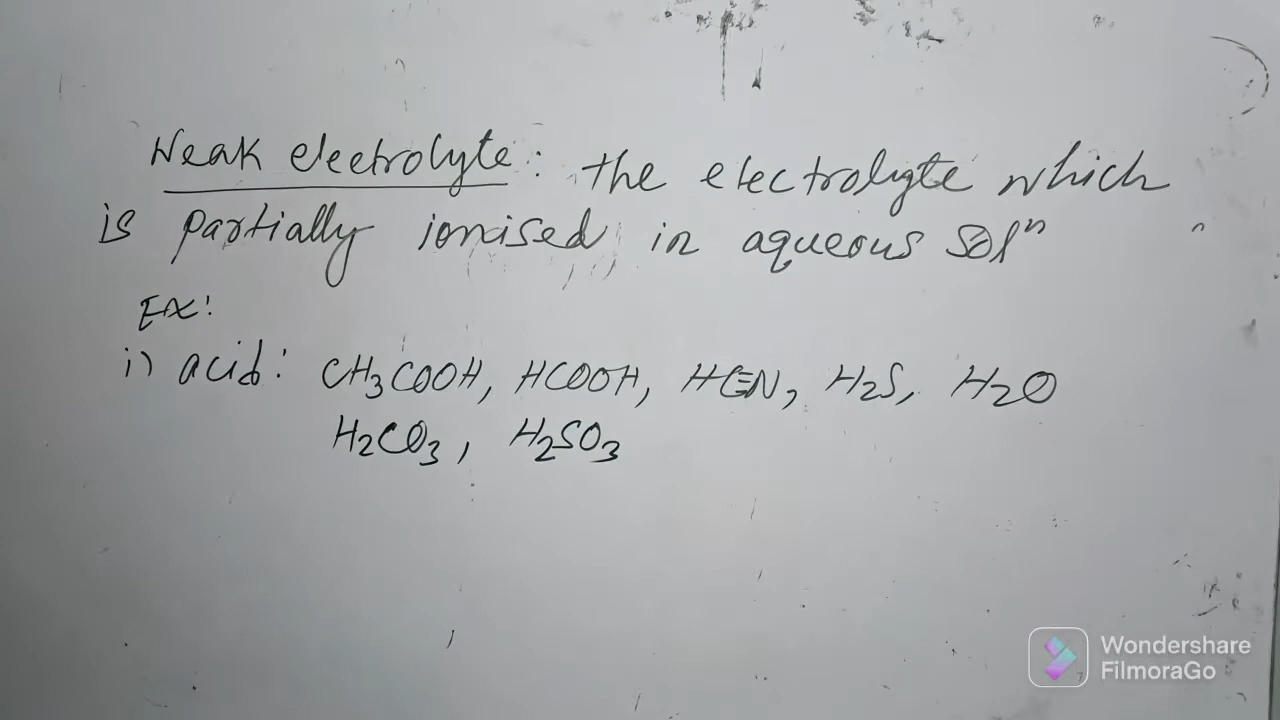 Weak electrolyte: the electrolyte which
is partially ionised in aqueous solⁿ
Ex:
i) acid: CH₃COOH, HCOOH, HC≡N, H₂S, H₂O
H₂CO₃, H₂SO₃
Wondershare
FilmoraGo